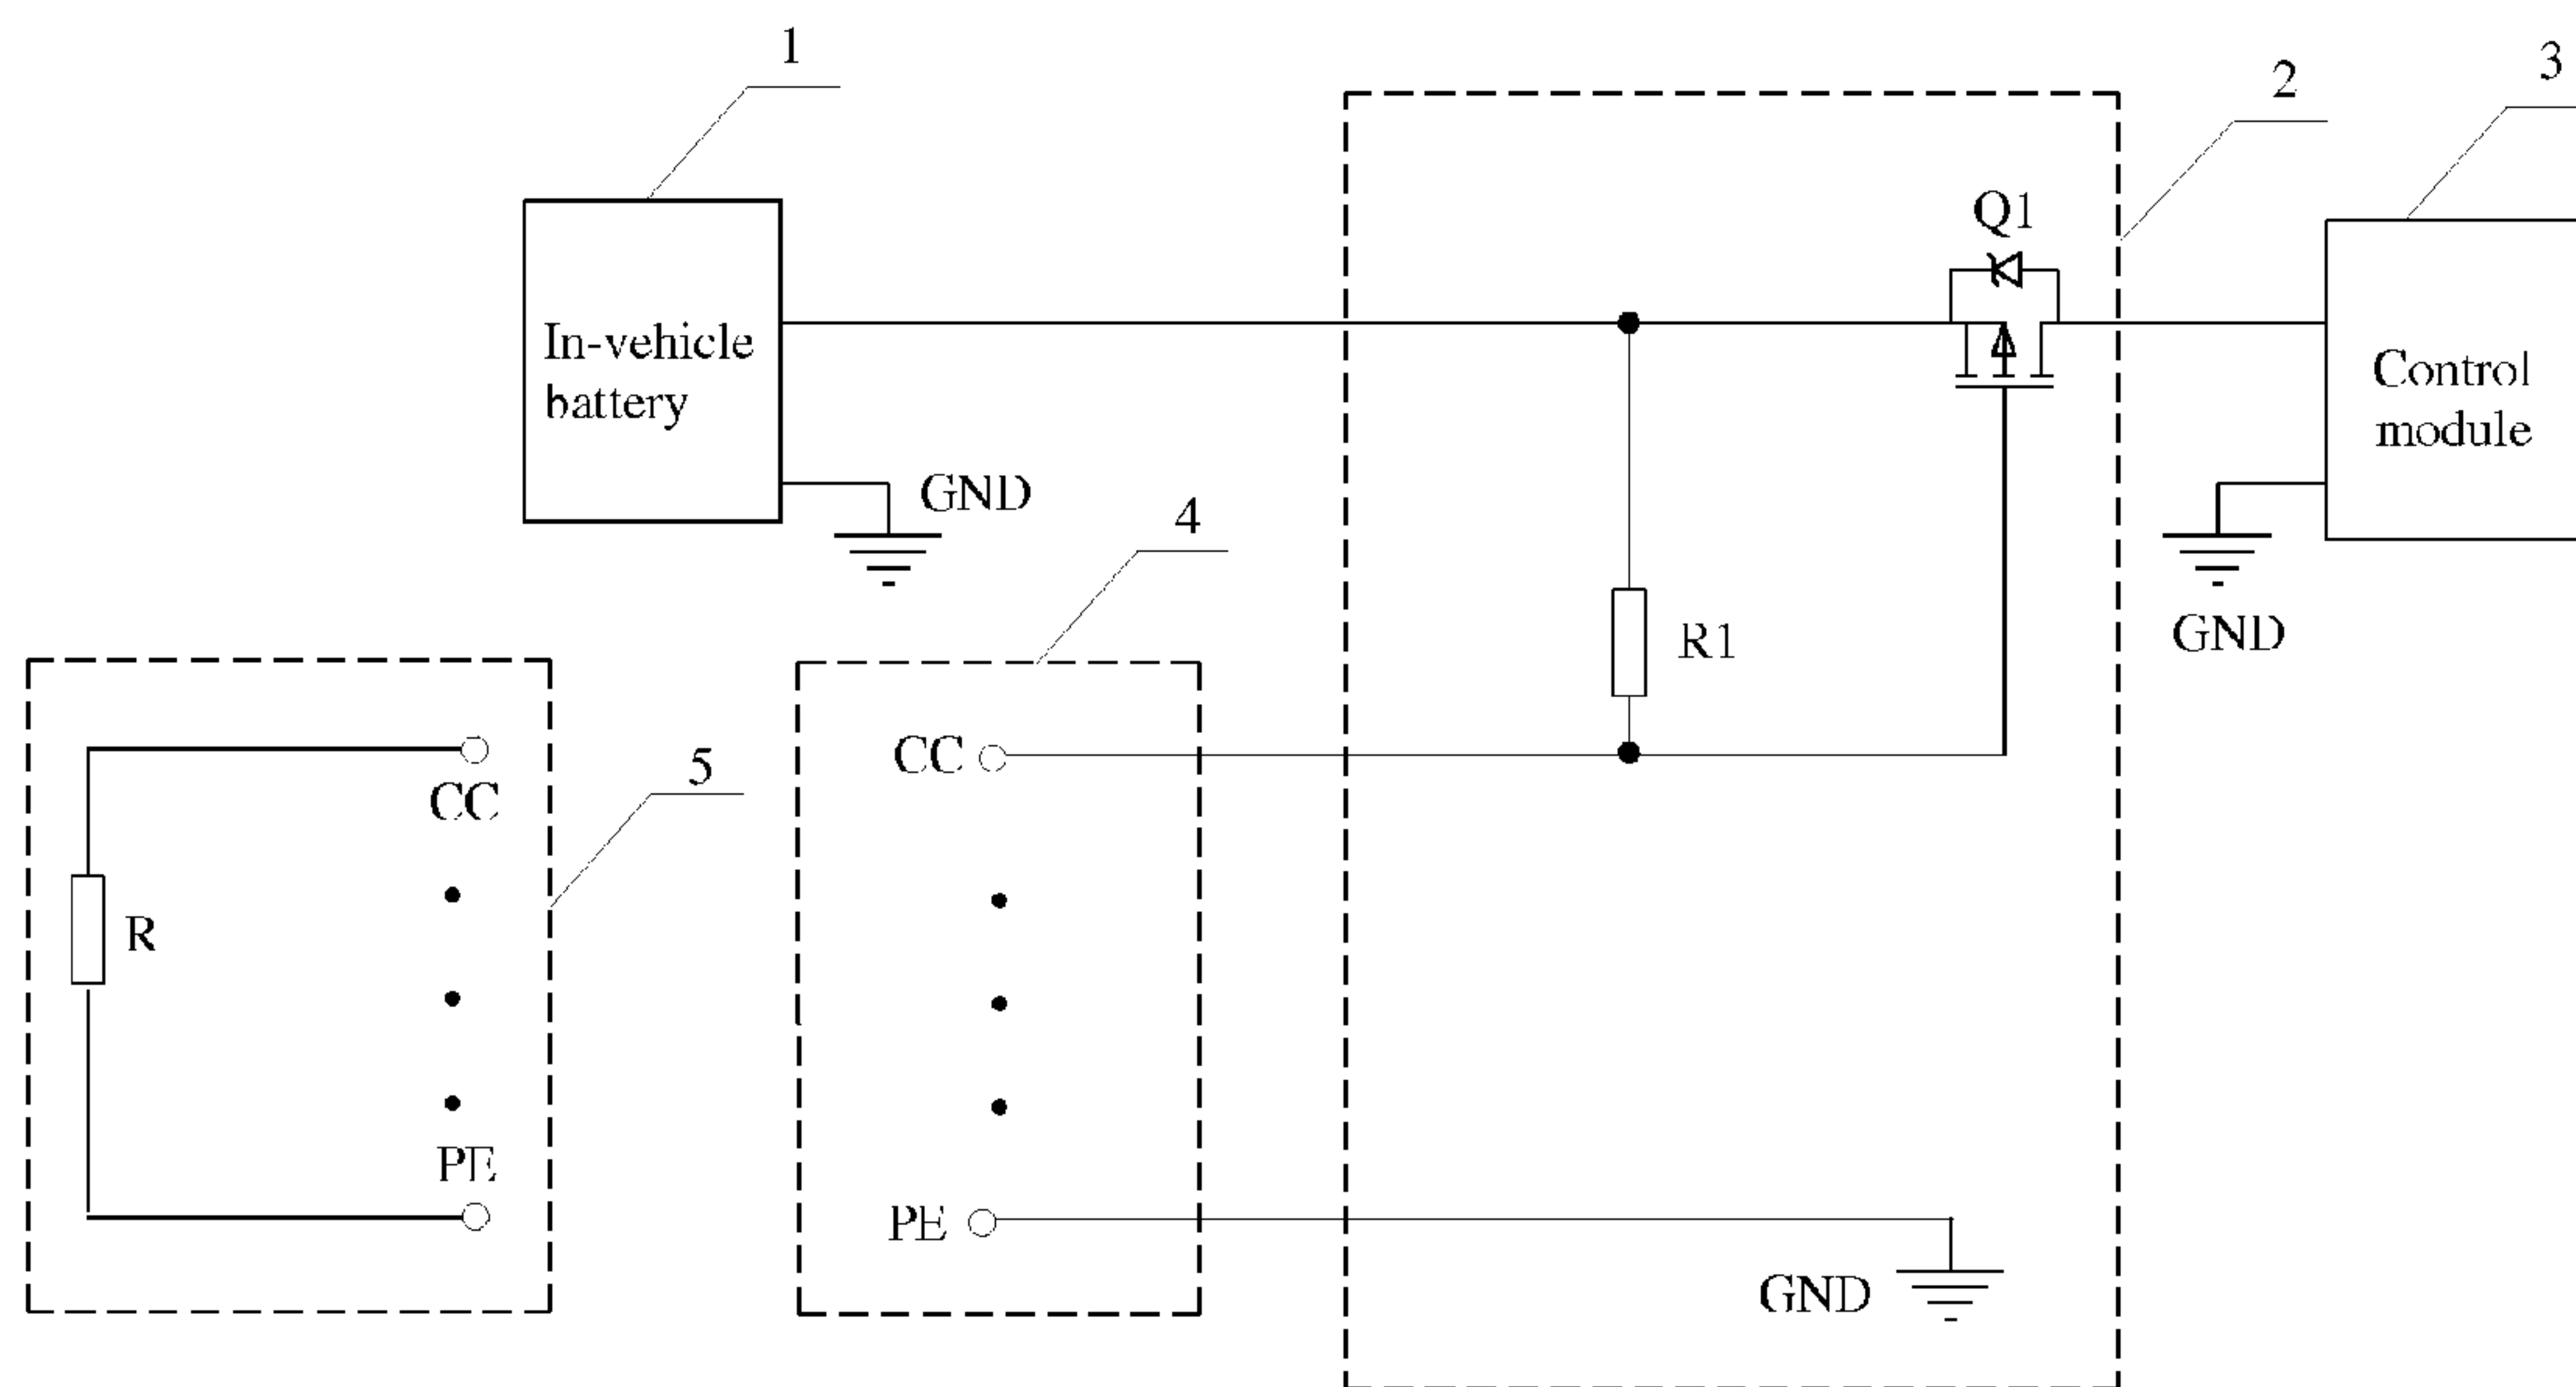 1
2
3
Q1
In-vehicle
battery
Control
module
GND
4
R1
GND
5
CC
CC
R
PE
PE
GND